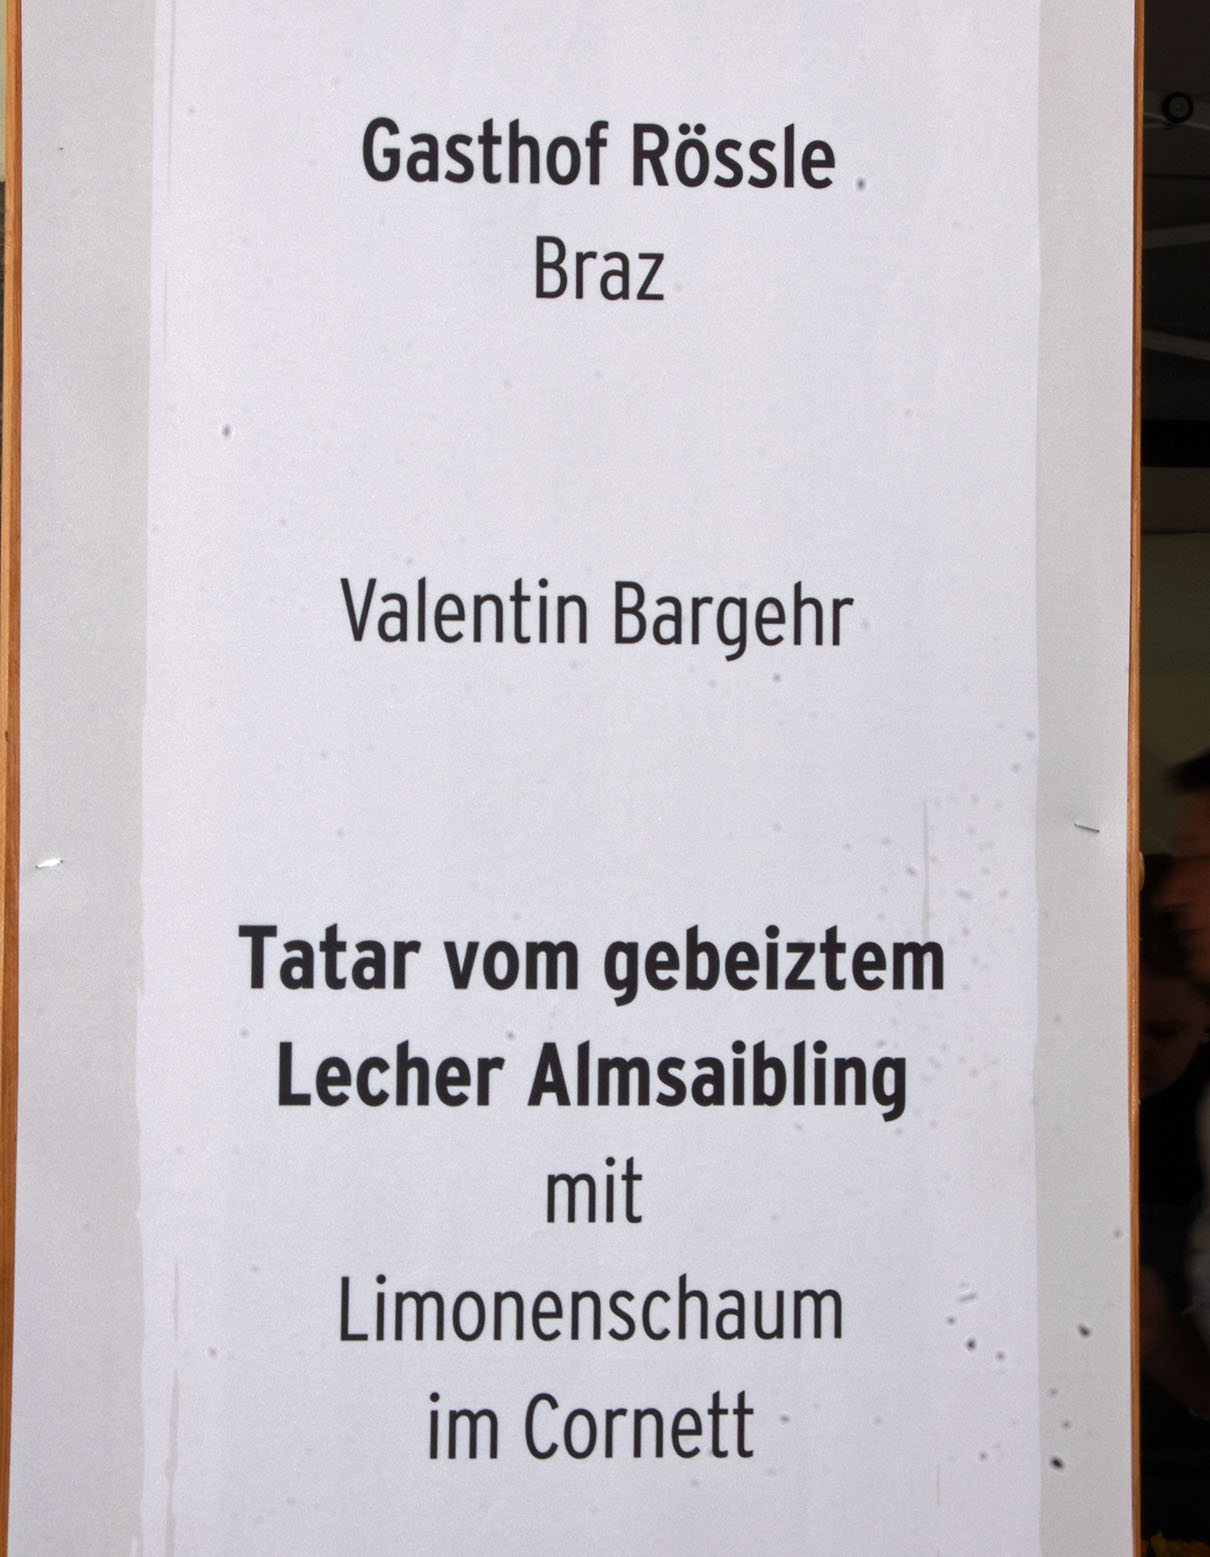 Gasthof Rössle
Braz
Valentin Bargehr
Tatar vom gebeiztem
Lecher Almsaibling
mit
Limonenschaum
im Cornett